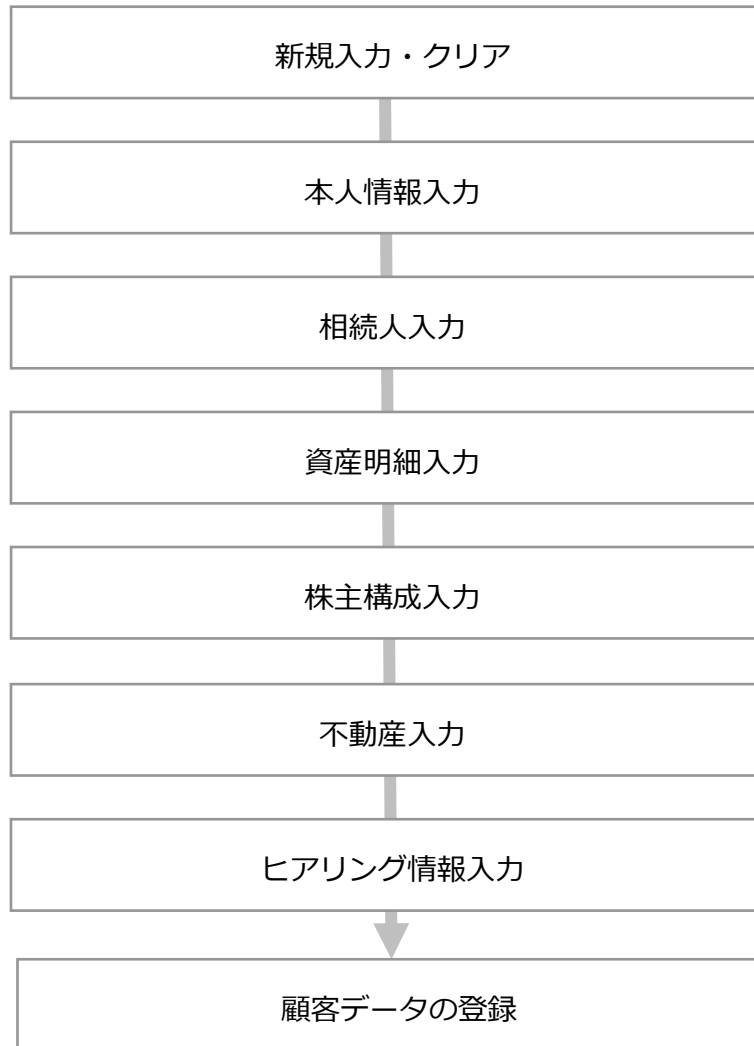 新規入力・クリア
本人情報入力
相続人入力
資産明細入力
株主構成入力
不動産入力
ヒアリング情報入力
顧客データの登録